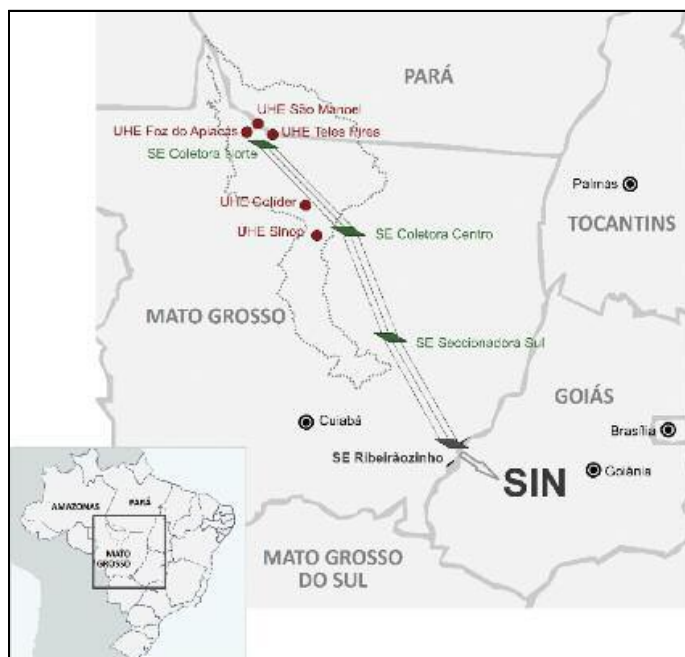 PARÁ
UHE São Manoel
UHE Foz do Apiacás
UHE Teles Pires
SE Coletora Norte
Palmas
UHE Colider
TOCANTINS
UHE Sinop
SE Coletora Centro
MATO GROSSO
SE Seccionadora Sul
GOIÁS
Cuiabá
Brasília
SE Ribeirãozinho
SIN
Goiânia
MATO GROSSO
DO SUL
AMAZONAS
PARÁ
MATO
GROSSO